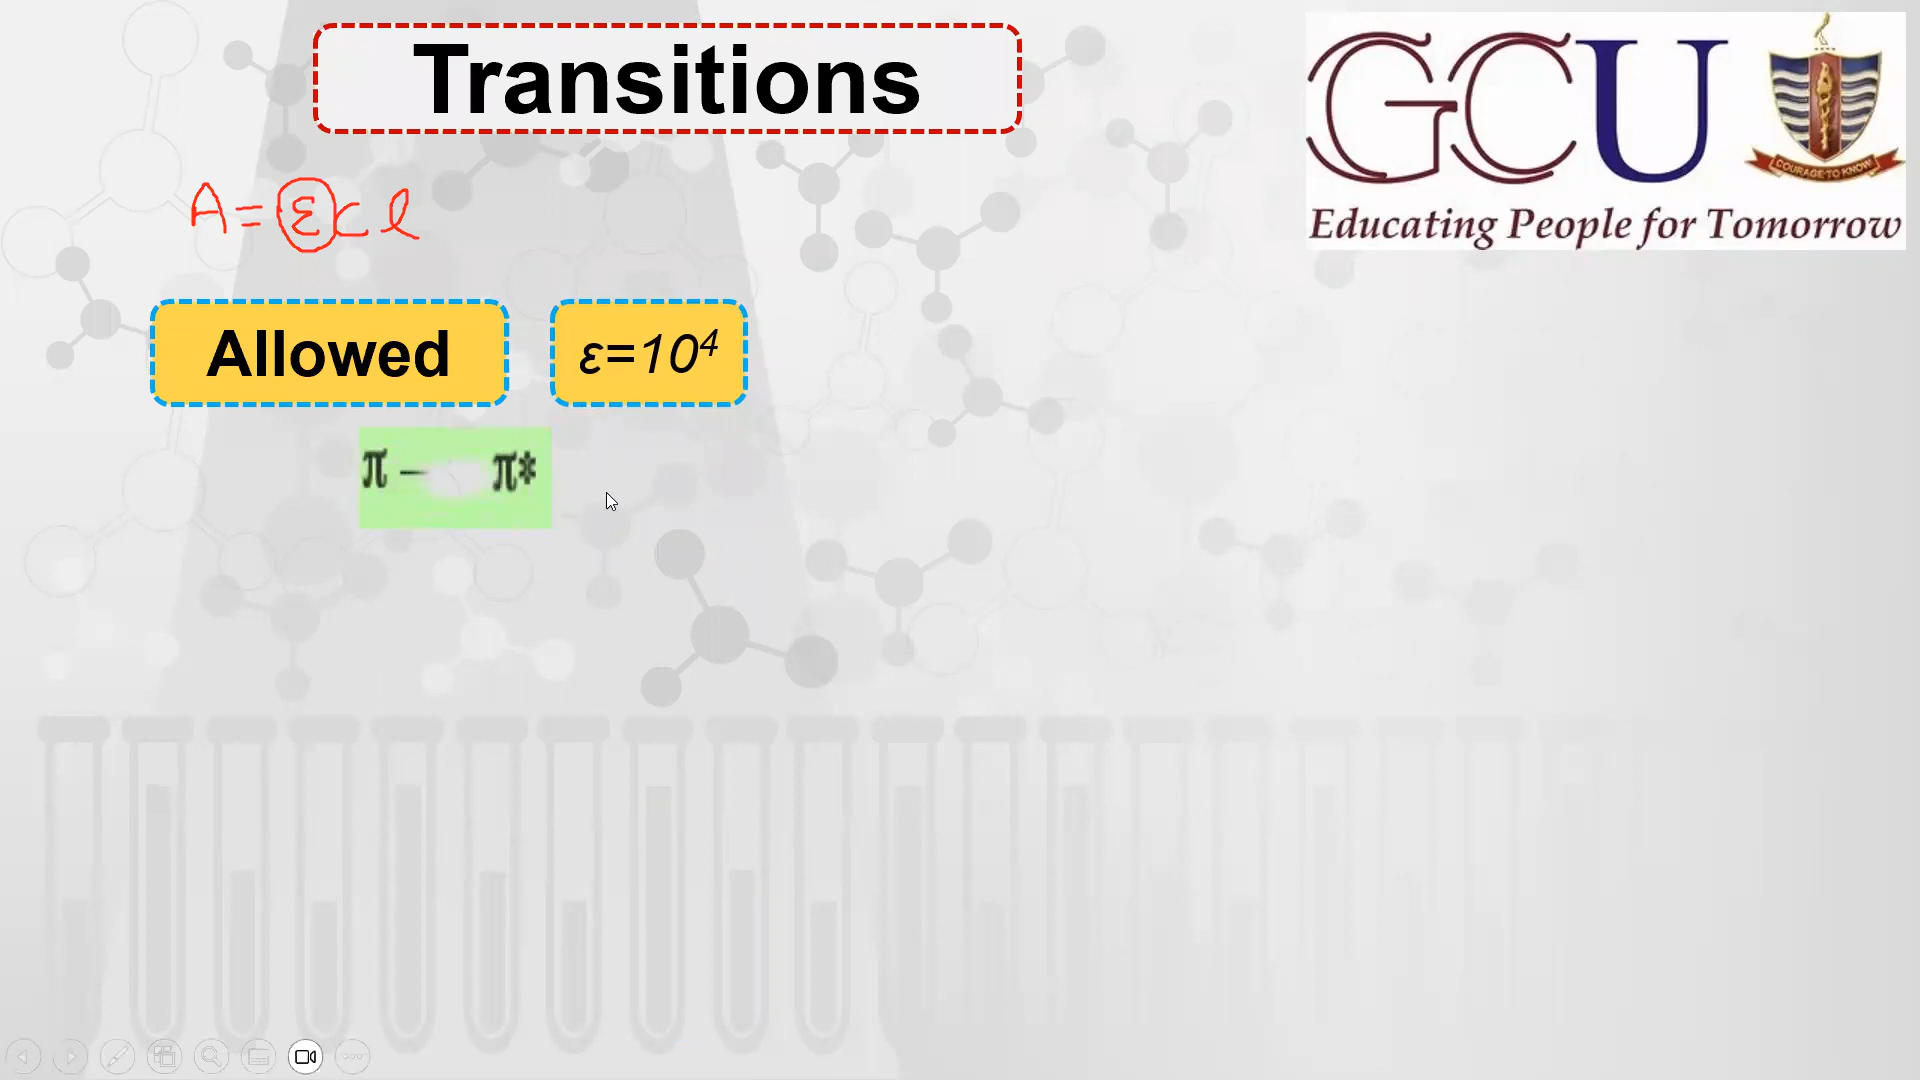 Transitions
GCU
COURAGE TO KNOW
Educating People for Tomorrow
A = εcl
Allowed
ε=10⁴
π – π*